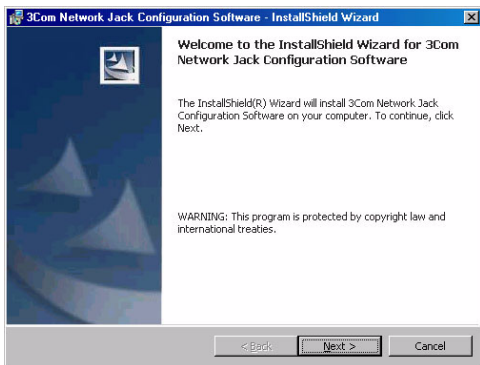 3Com Network Jack Configuration Software - InstallShield Wizard
Welcome to the InstallShield Wizard for 3Com
Network Jack Configuration Software
The InstallShield(R) Wizard will install 3Com Network Jack
Configuration Software on your computer. To continue, click
Next.
WARNING: This program is protected by copyright law and
international treaties.
< Back
Next >
Cancel